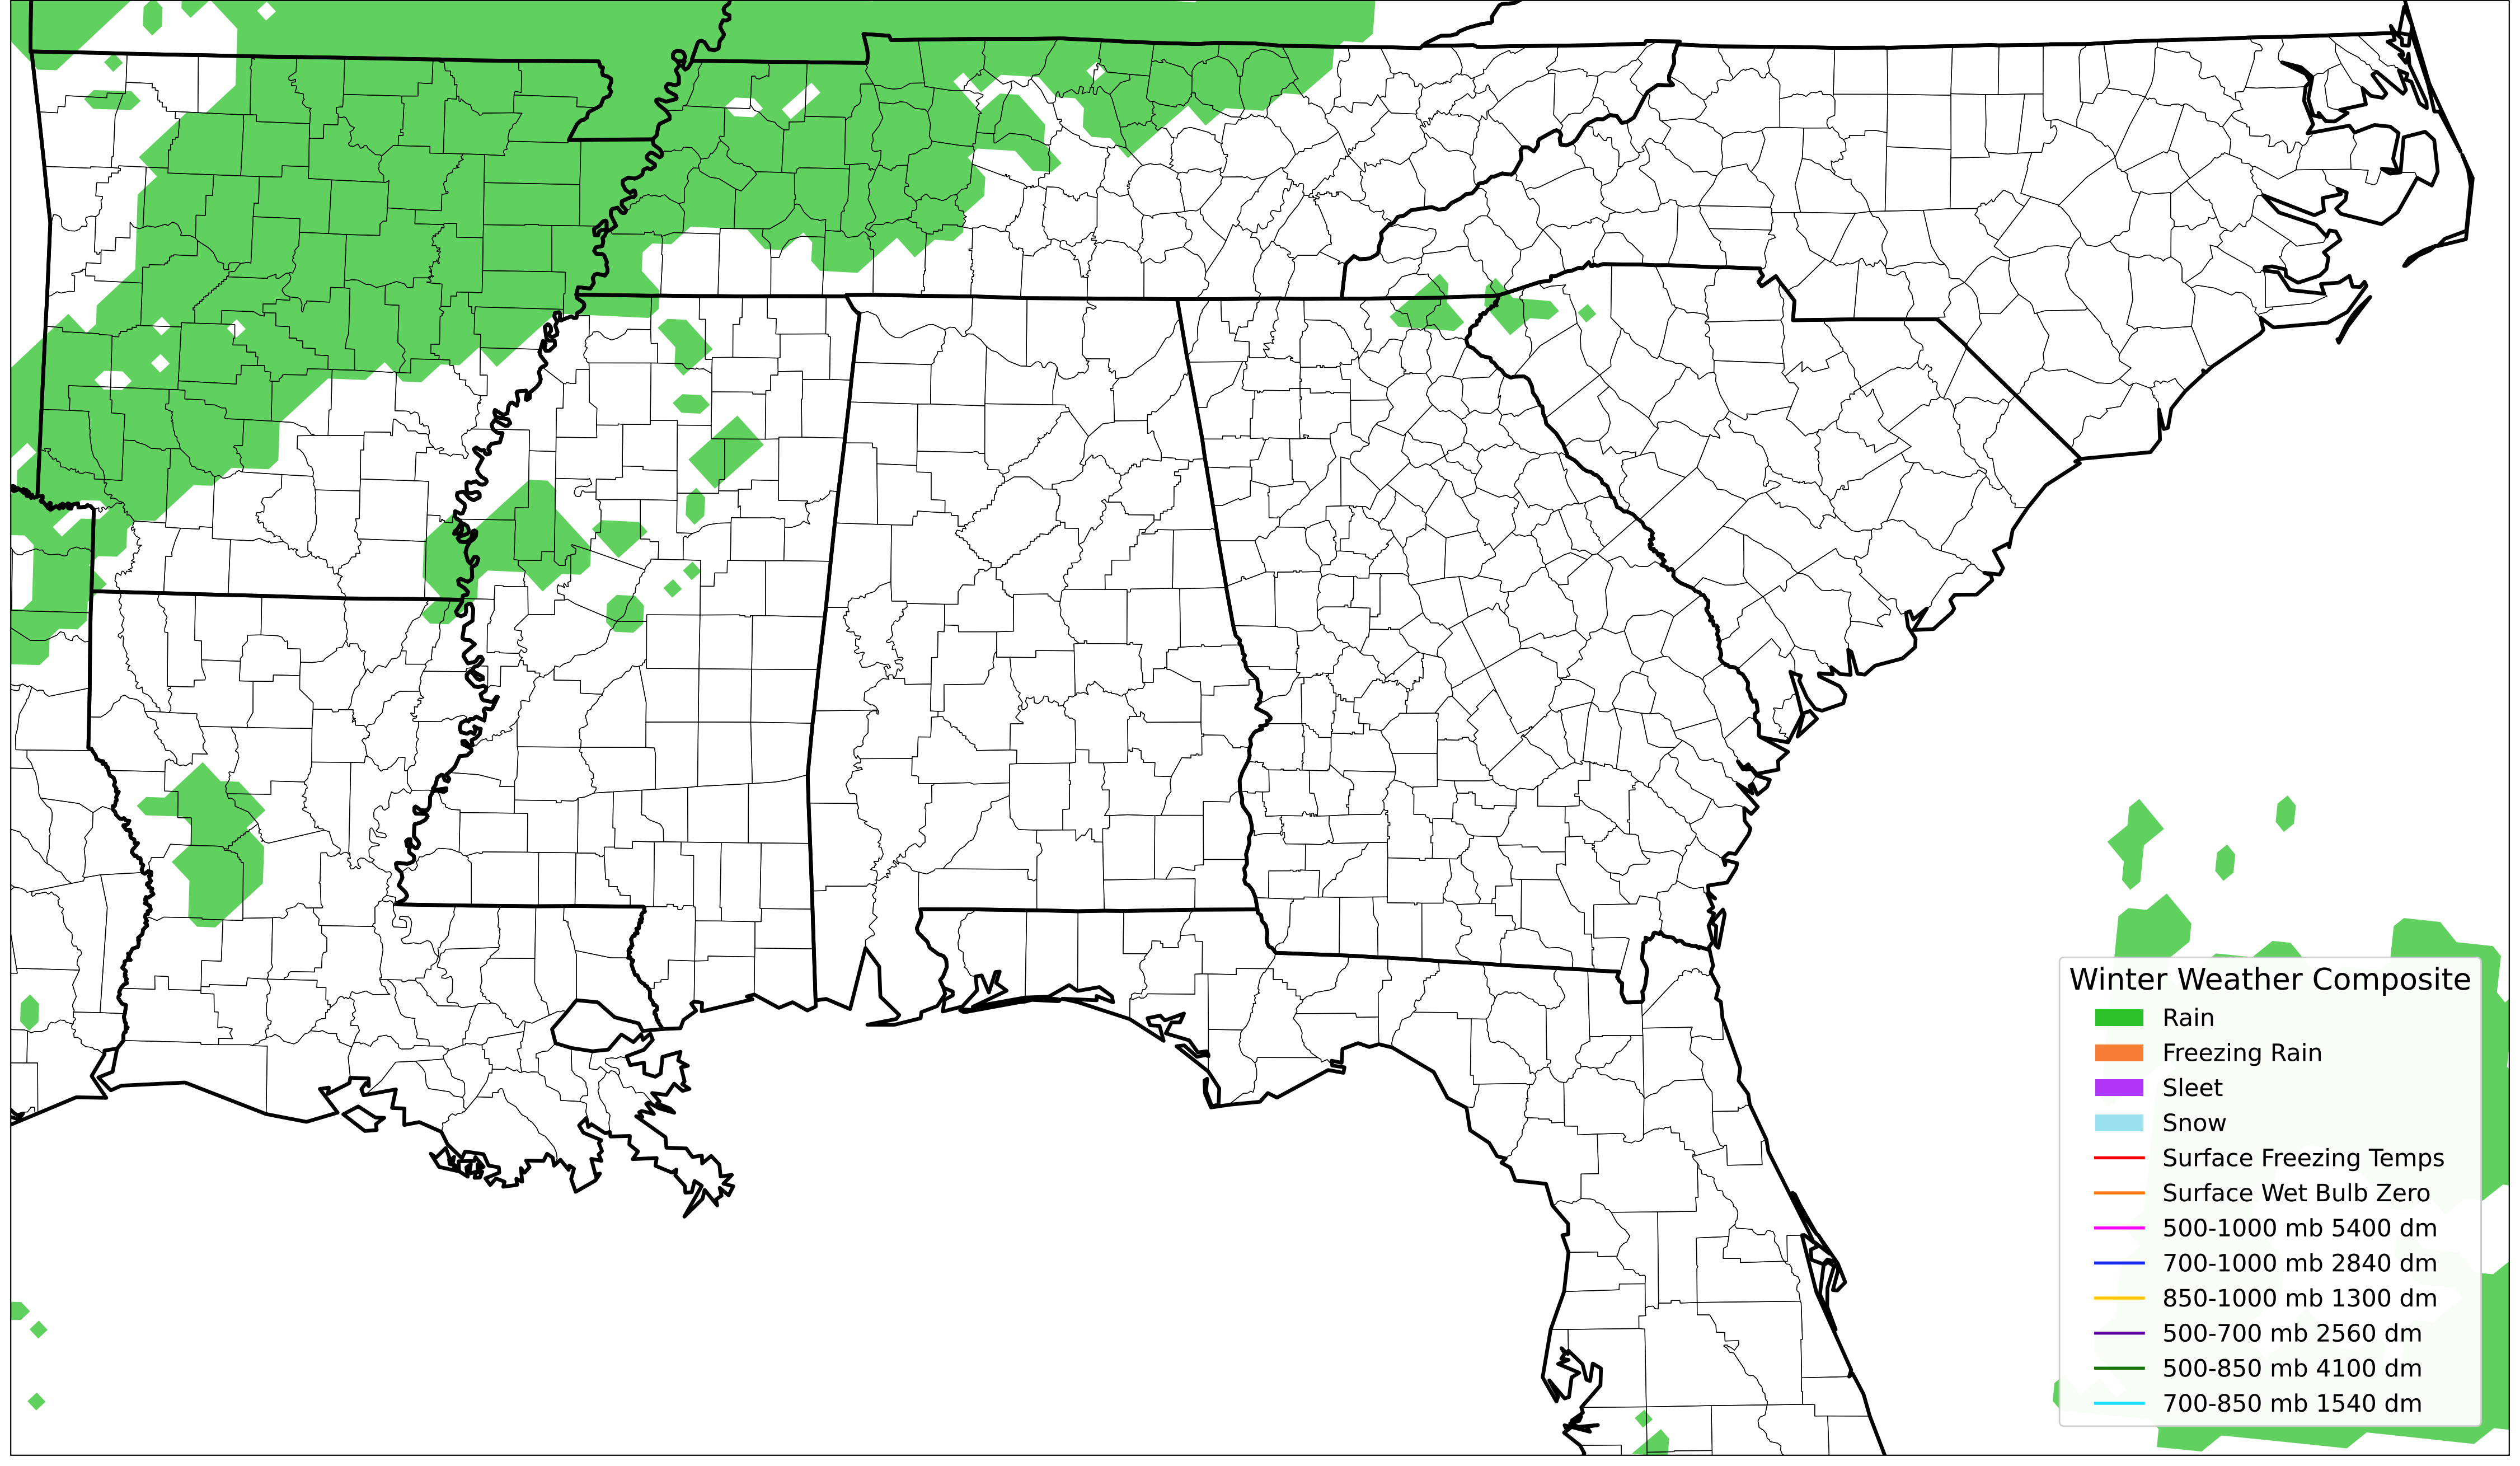 Winter Weather Composite
Rain
Freezing Rain
Sleet
Snow
Surface Freezing Temps
Surface Wet Bulb Zero
500-1000 mb 5400 dm
700-1000 mb 2840 dm
850-1000 mb 1300 dm
500-700 mb 2560 dm
500-850 mb 4100 dm
700-850 mb 1540 dm